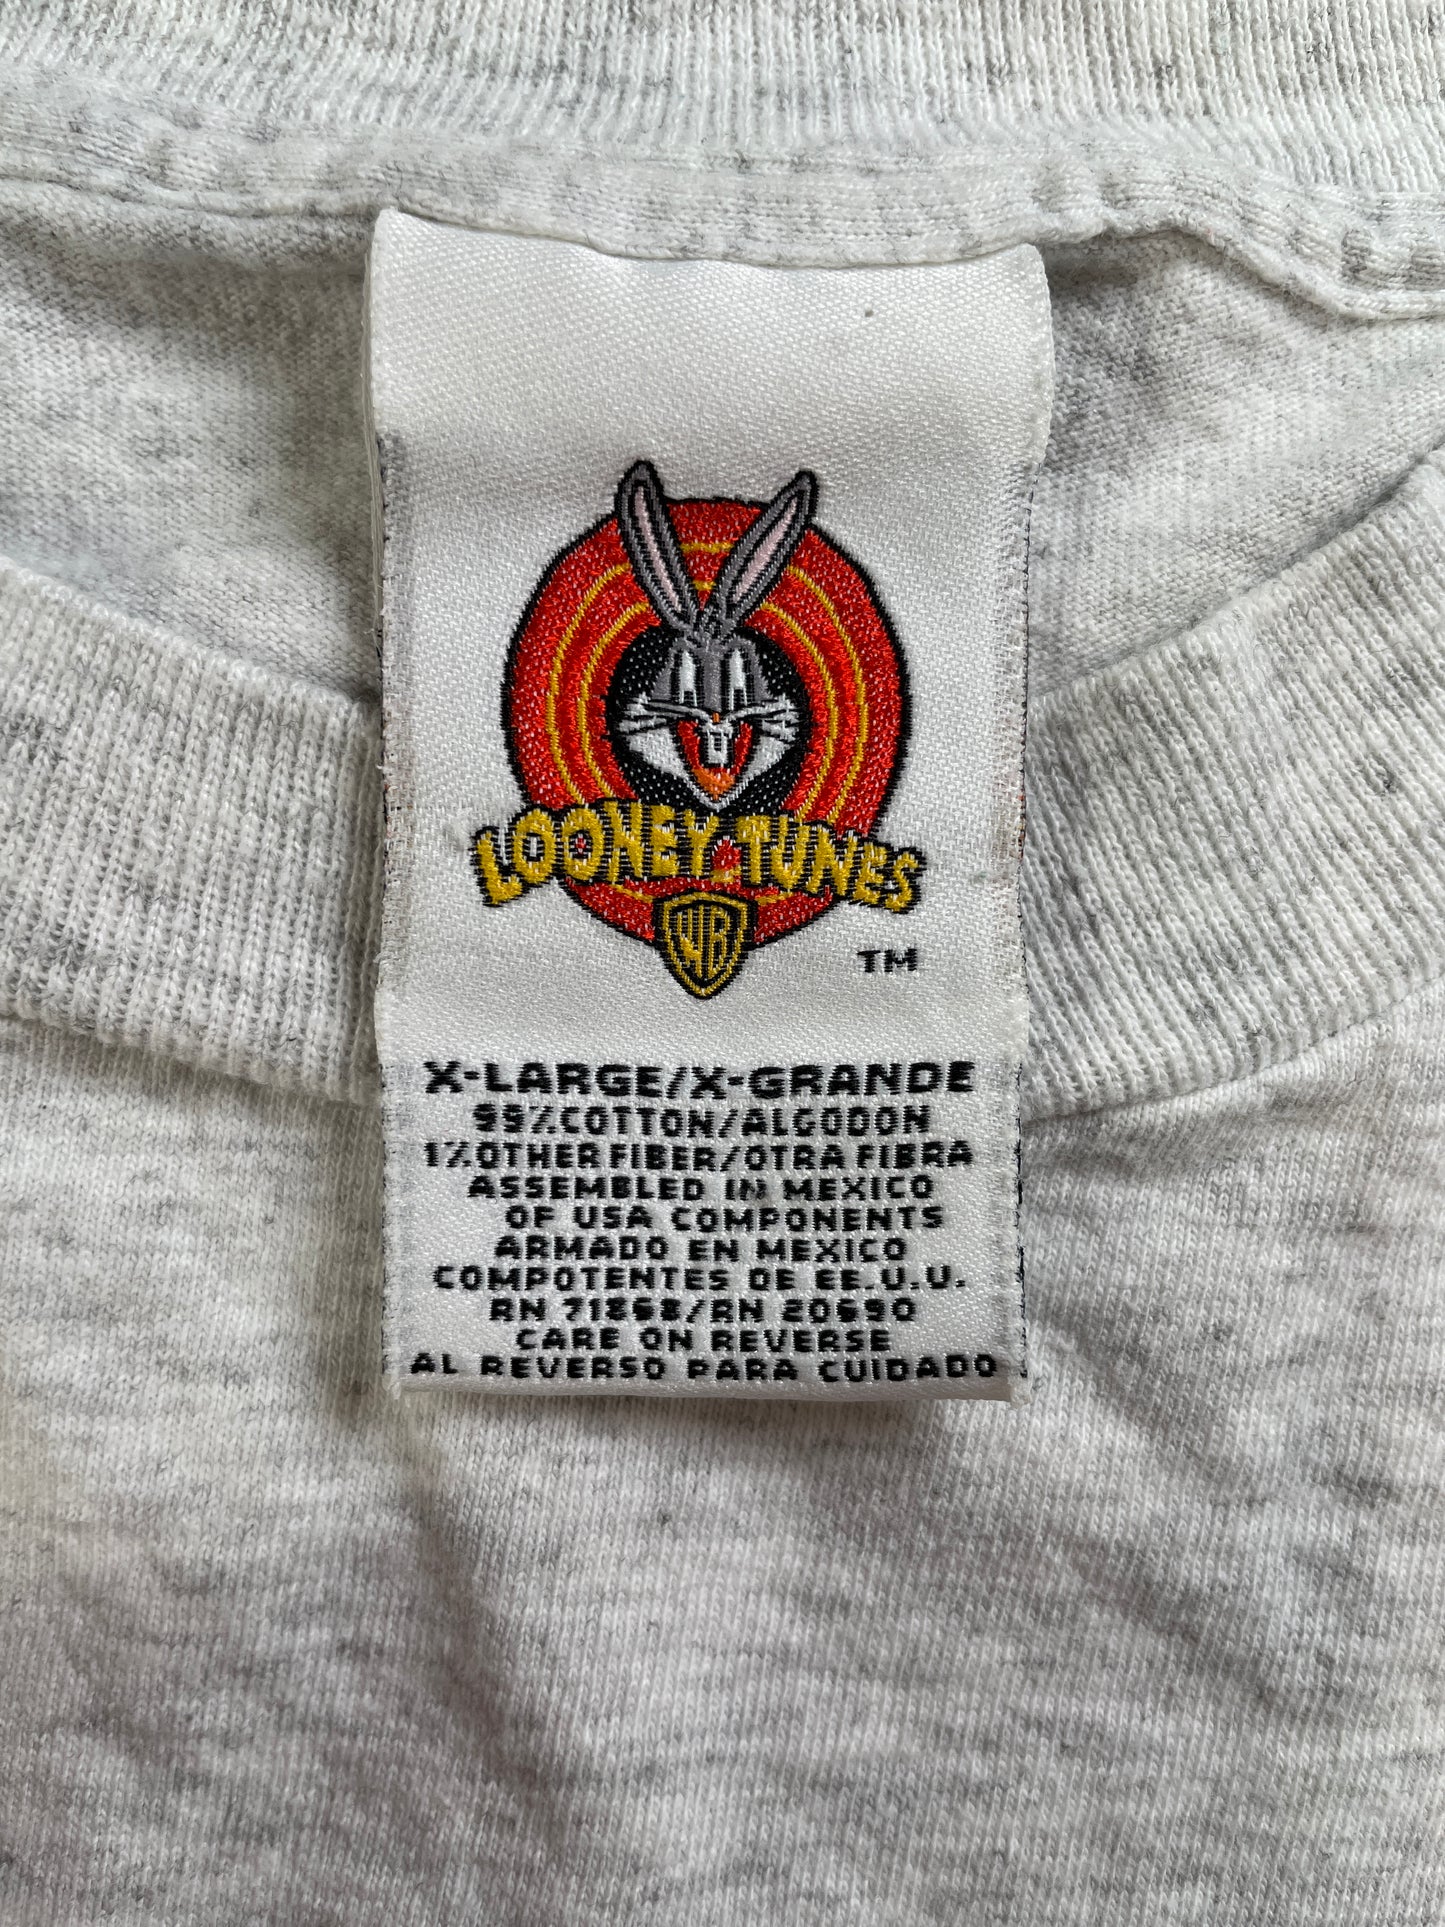 LOONEY TUNES
WB
TM
X-LARGE/X-GRANDE
99% COTTON/ALGODON
1% OTHER FIBER/OTRA FIBRA
ASSEMBLED IN MEXICO
OF USA COMPONENTS
ARMADO EN MEXICO
COMPOTENTES DE EE.U.U.
RN 71868/RN 20690
CARE ON REVERSE
AL REVERSO PARA CUIDADO